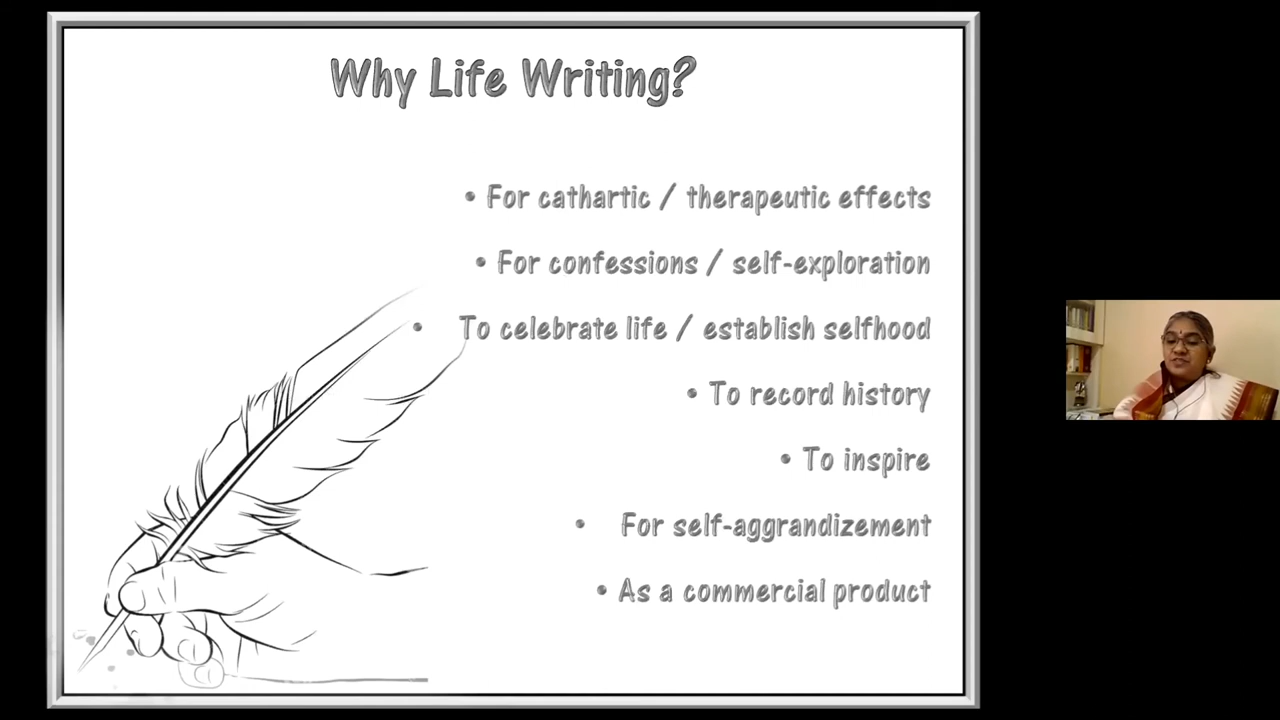 Why Life Writing?
• For cathartic / therapeutic effects
• For confessions / self-exploration
• To celebrate life / establish selfhood
• To record history
• To inspire
• For self-aggrandizement
• As a commercial product